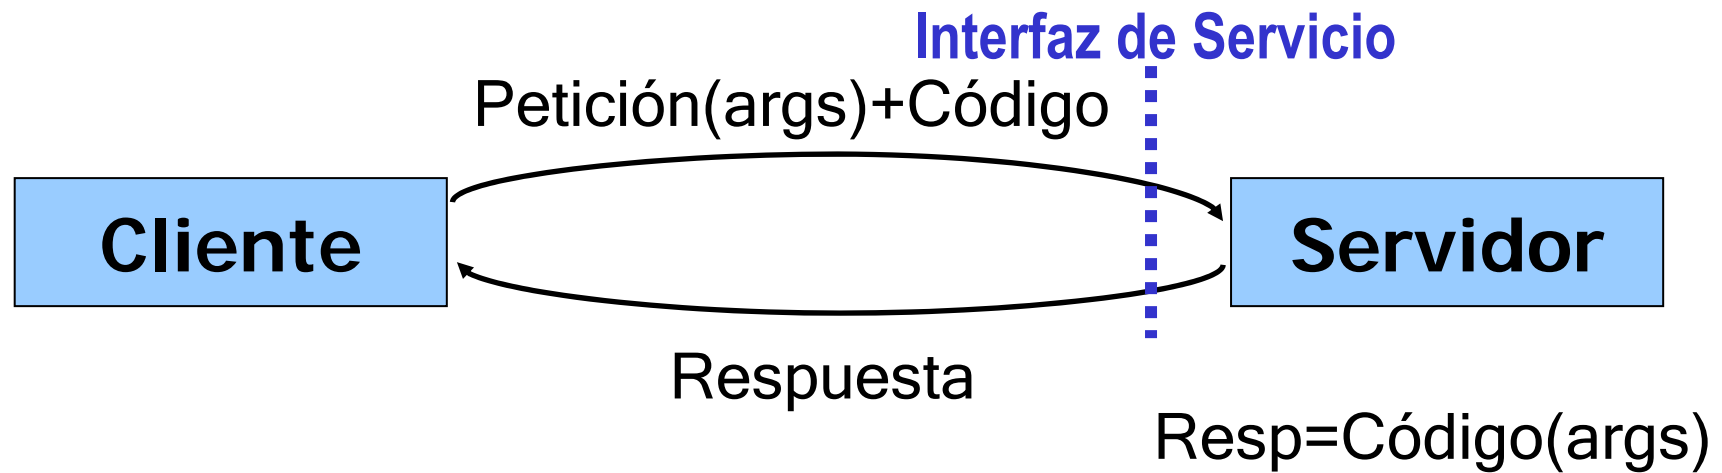 Interfaz de Servicio
Petición(args)+Código
Cliente
Servidor
Respuesta
Resp=Código(args)